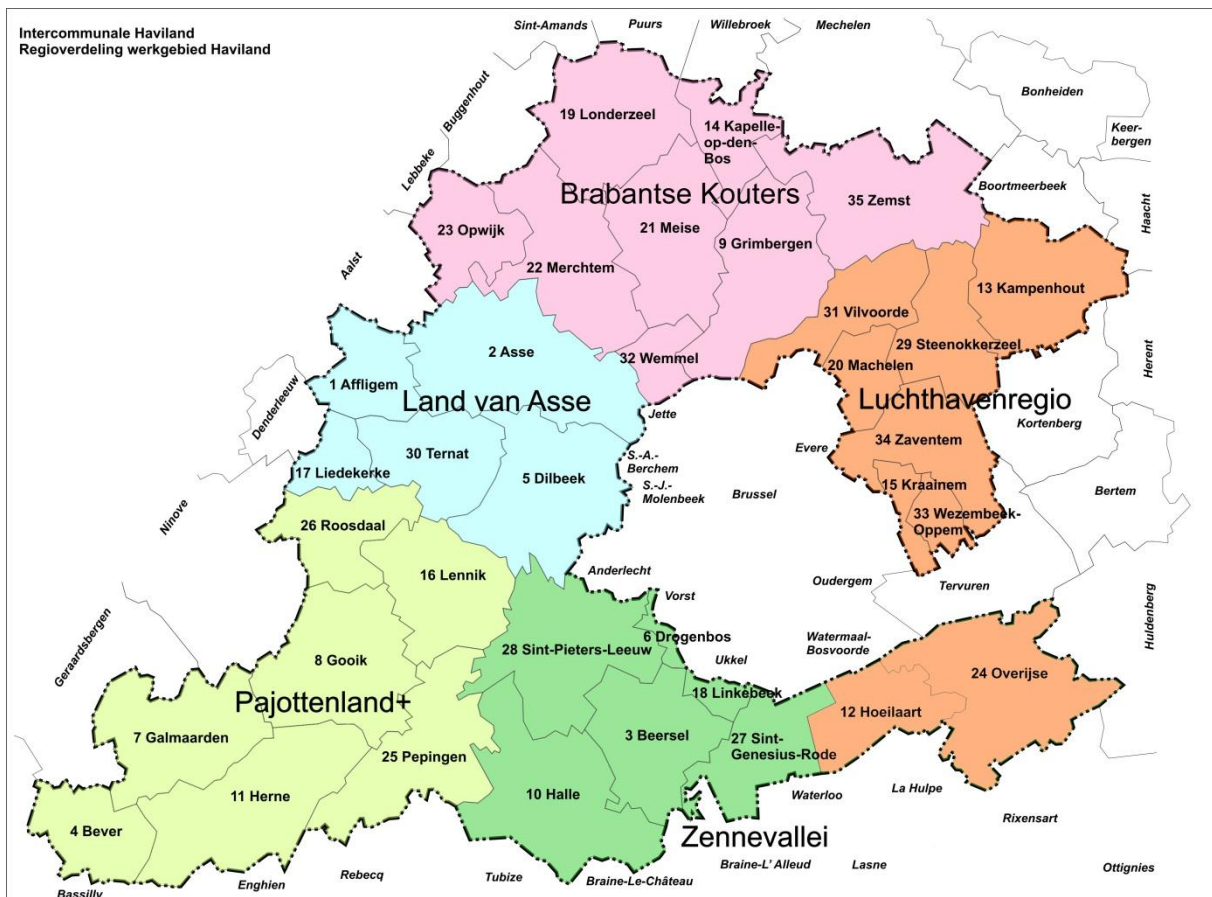 Intercommunale Haviland
Regioverdeling werkgebied Haviland
Sint-Amands
Puurs
Willebroek
Mechelen
Buggenhout
Bonheiden
19 Londerzeel
14 Kapelle-
op-den-
Bos
Keer-
bergen
Lebbeke
Boortmeerbeek
Haacht
Brabantse Kouters
35 Zemst
23 Opwijk
21 Meise
9 Grimbergen
Aalst
22 Merchtem
13 Kampenhout
31 Vilvoorde
29 Steenokkerzeel
2 Asse
32 Wemmel
20 Machelen
Herent
1 Affligem
Denderleeuw
Land van Asse
Jette
Luchthavenregio
Kortenberg
30 Ternat
Evere
34 Zaventem
17 Liedekerke
5 Dilbeek
S.-A.-
Berchem
S.-J.-
Molenbeek
Brussel
15 Kraainem
Bertem
Ninove
26 Roosdaal
33 Wezembeek-
Oppem
16 Lennik
Anderlecht
Oudergem
Tervuren
Vorst
Huldenberg
6 Drogenbos
28 Sint-Pieters-Leeuw
Ukkel
Watermaal-
Bosvoorde
Geraardsbergen
8 Gooik
24 Overijse
18 Linkebeek
Pajottenland+
12 Hoeilaart
7 Galmaarden
3 Beersel
27 Sint-
Genesius-Rode
25 Pepingen
11 Herne
10 Halle
Waterloo
La Hulpe
Rixensart
4 Bever
Zennevallei
Braine-L' Alleud
Lasne
Ottignies
Bassilly
Enghien
Rebecq
Tubize
Braine-Le-Château